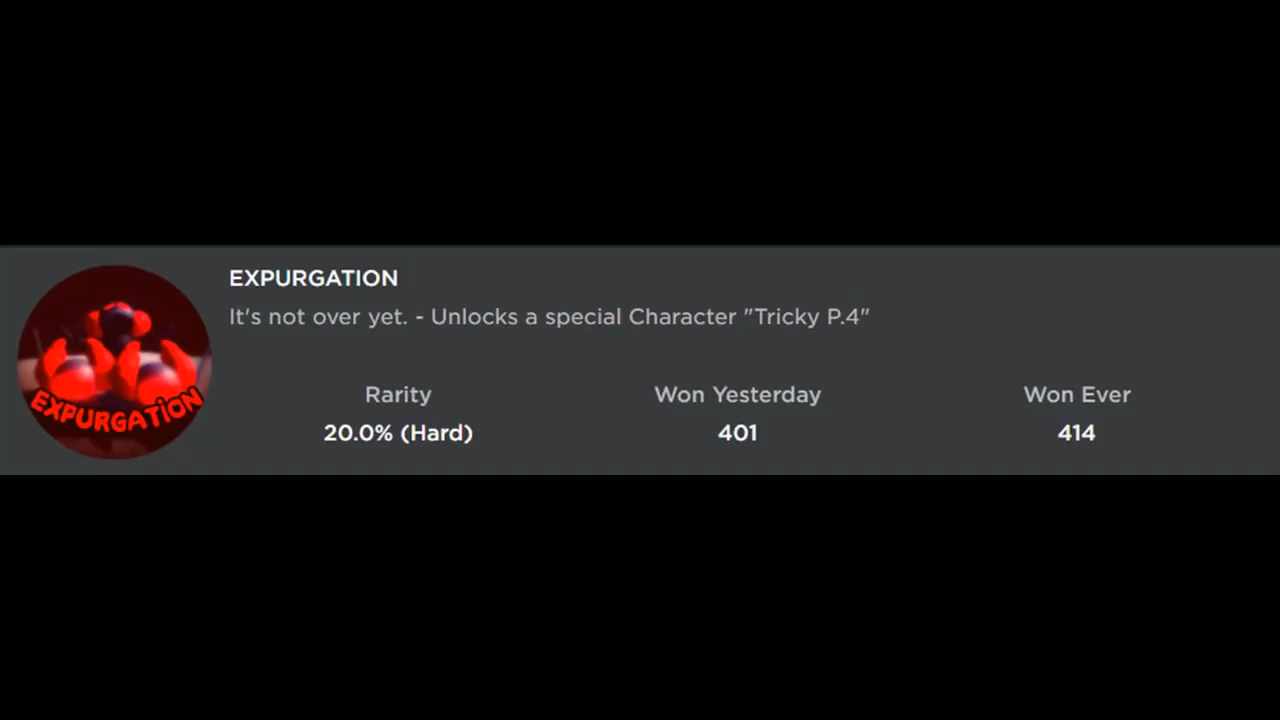 EXPURGATION
It's not over yet. - Unlocks a special Character "Tricky P.4"
EXPURGATiON
Rarity
Won Yesterday
Won Ever
20.0% (Hard)
401
414